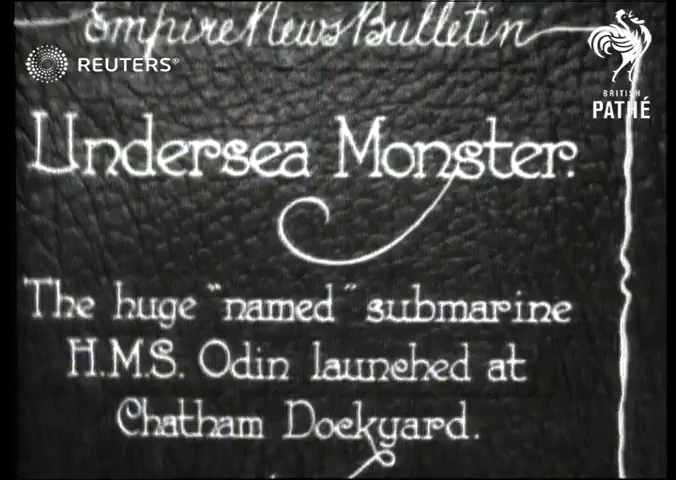 Empire News Bulletin
REUTERS®
BRITISH
PATHÉ
Undersea Monster.
The huge "named" submarine
H.M.S. Odin launched at
Chatham Dockyard.